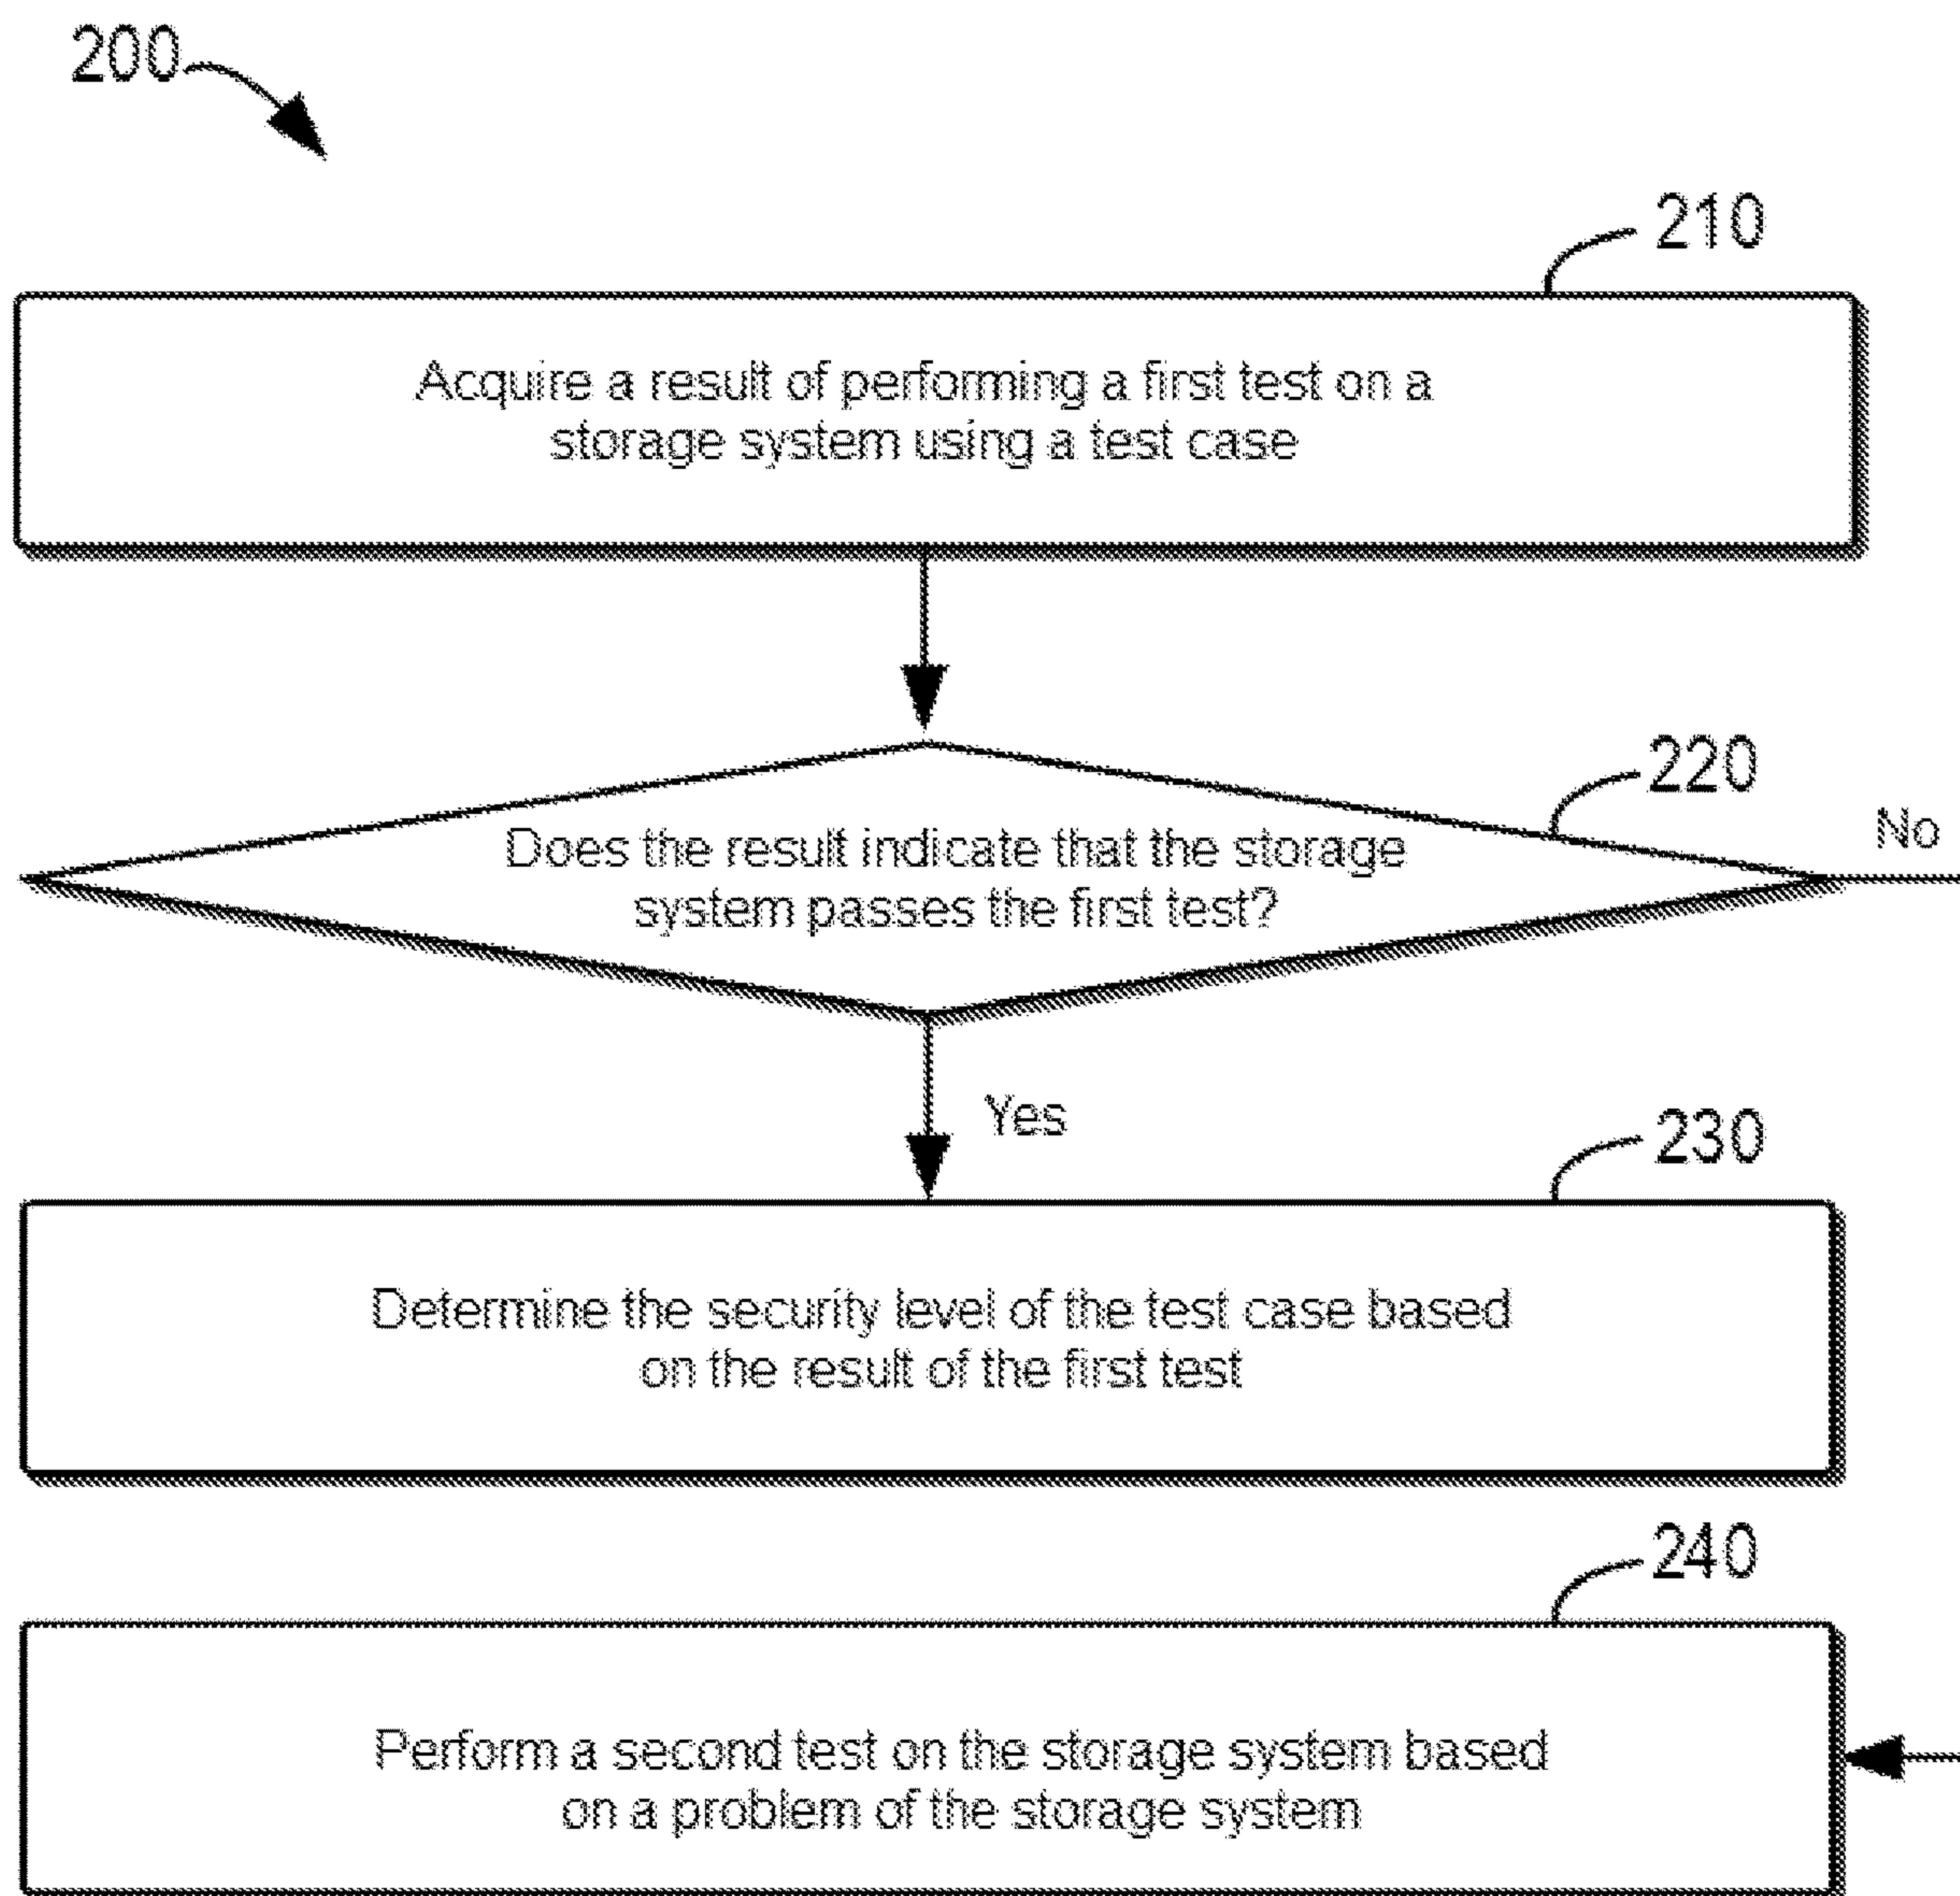 200
210
Acquire a result of performing a first test on a
storage system using a test case
220
No
Does the result indicate that the storage
system passes the first test?
Yes
230
Determine the security level of the test case based
on the result of the first test
240
Perform a second test on the storage system based
on a problem of the storage system